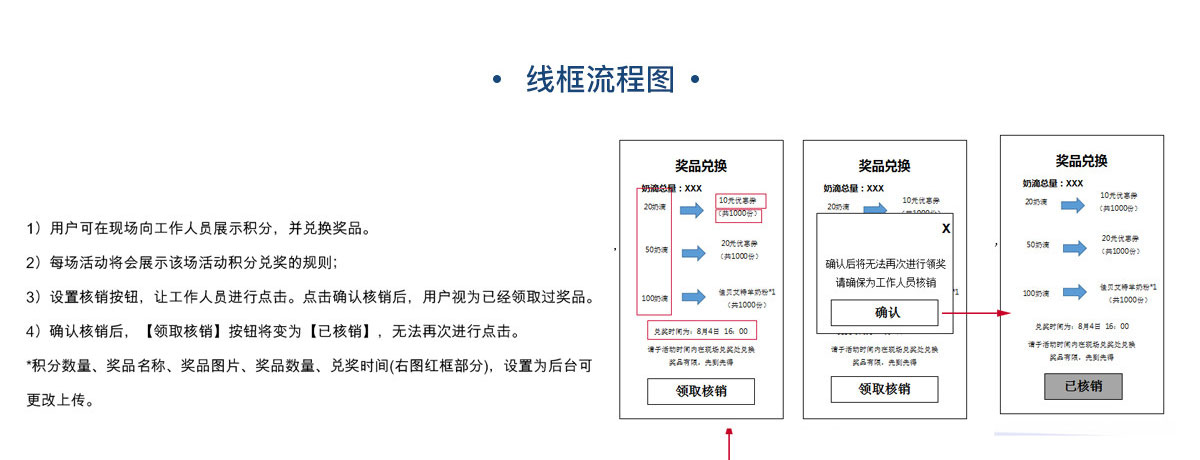 • 线框流程图 •
1）用户可在现场向工作人员展示积分，并兑换奖品。
2）每场活动将会展示该场活动积分兑奖的规则；
3）设置核销按钮，让工作人员进行点击。点击确认核销后，用户视为已经领取过奖品。
4）确认核销后，【领取核销】按钮将变为【已核销】，无法再次进行点击。
*积分数量、奖品名称、奖品图片、奖品数量、兑奖时间(右图红框部分)，设置为后台可
更改上传。
奖品兑换
奶滴总量：XXX
20奶滴
10元优惠券
（共1000份）
50奶滴
20元优惠券
（共1000份）
100奶滴
佳贝艾特羊奶粉*1
（共1000份）
兑奖时间为：8月4日 16：00
请于活动时间内在现场兑奖处兑换
奖品有限，先到先得
领取核销
奖品兑换
奶滴总量：XXX
20奶滴
10元优惠券
（共1000份）
X
确认后将无法再次进行领奖
请确保为工作人员核销
确认
*1
请于活动时间内在现场兑奖处兑换
奖品有限，先到先得
领取核销
奖品兑换
奶滴总量：XXX
20奶滴
10元优惠券
（共1000份）
50奶滴
20元优惠券
（共1000份）
100奶滴
佳贝艾特羊奶粉*1
（共1000份）
兑奖时间为：8月4日 16：00
请于活动时间内在现场兑奖处兑换
奖品有限，先到先得
已核销